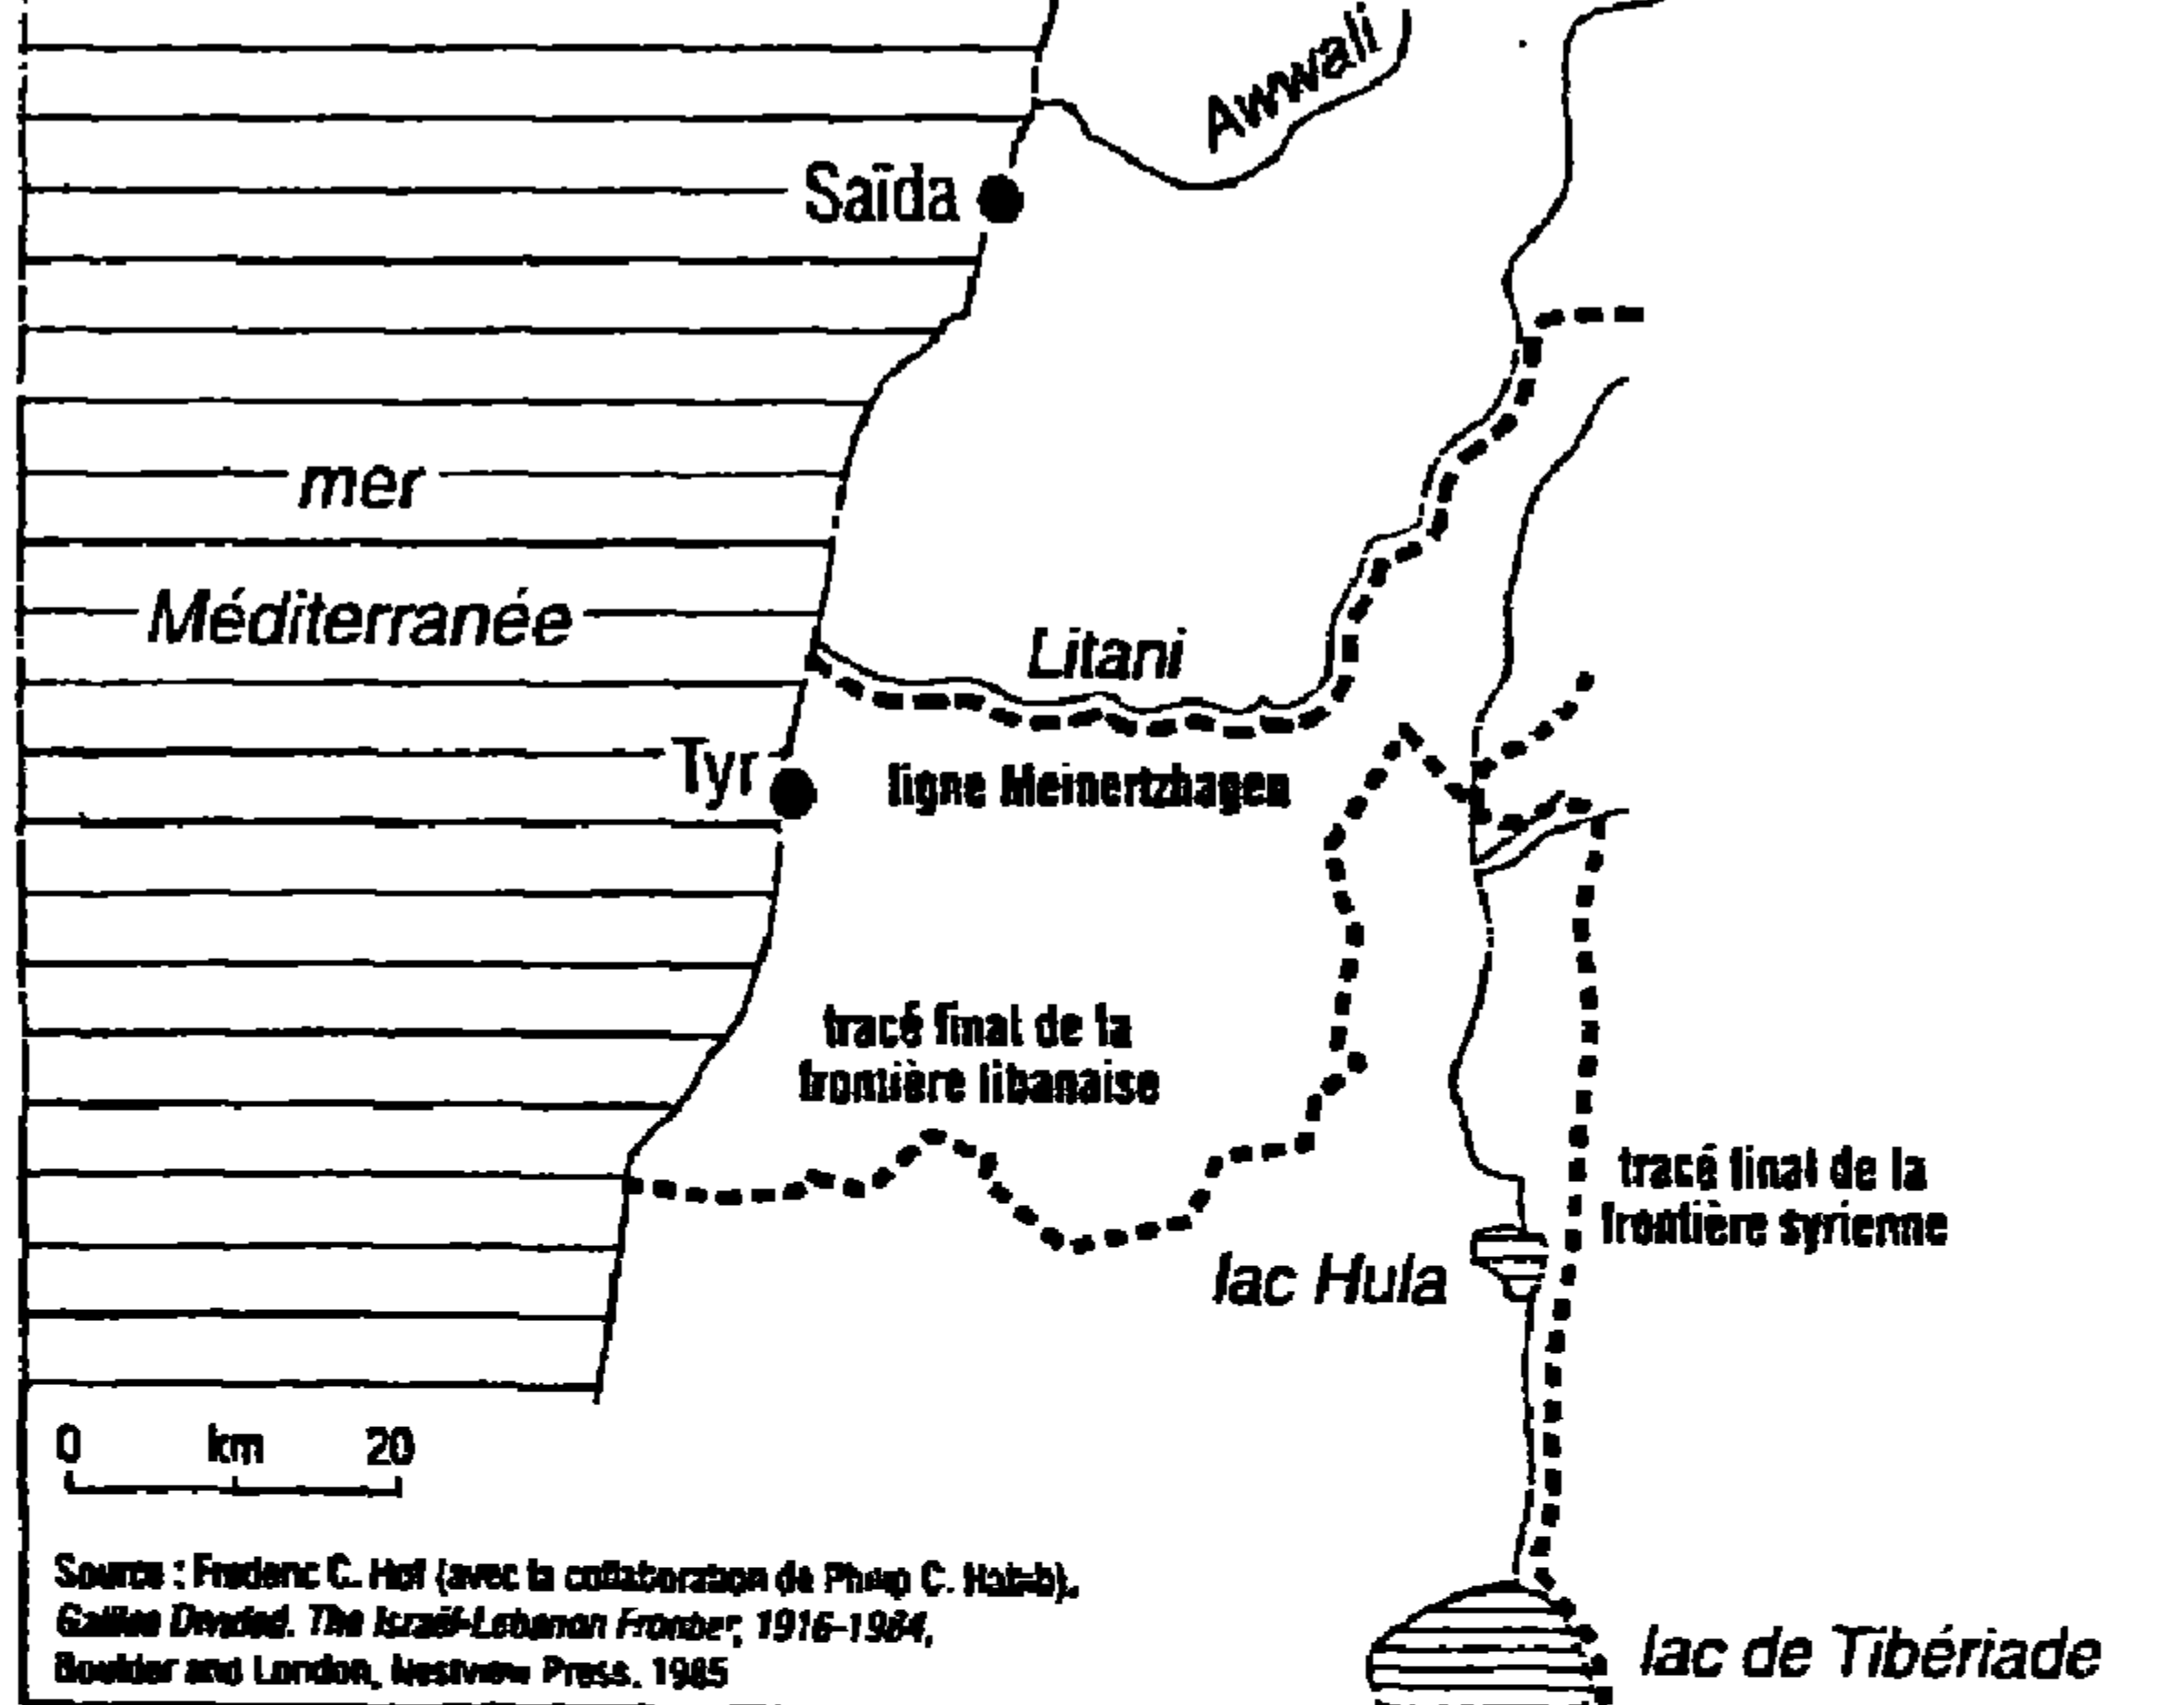 Awwali
Saïda
mer
Méditerranée
Litani
Tyr
ligne Meinertzhagen
tracé final de la
frontière libanaise
tracé final de la
frontière syrienne
lac Hula
0 km 20
Source : Frederic C. Hof (avec la collaboration de Philip C. Habib),
Galilee Divided. The Israel-Lebanon Frontier, 1916-1984,
Boulder and London, Westview Press, 1985
lac de Tibériade